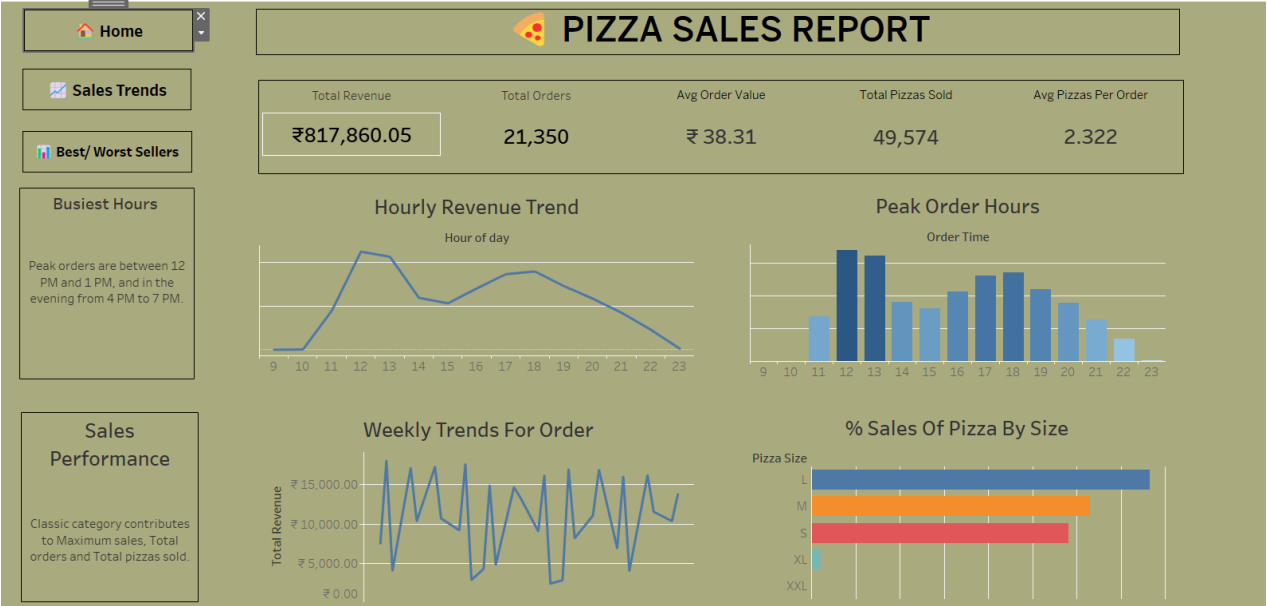 Home
PIZZA SALES REPORT
Sales Trends
Best/ Worst Sellers
Total Revenue
Total Orders
Avg Order Value
Total Pizzas Sold
Avg Pizzas Per Order
₹817,860.05
21,350
₹ 38.31
49,574
2.322
Busiest Hours
Peak orders are between 12
PM and 1 PM, and in the
evening from 4 PM to 7 PM.
Hourly Revenue Trend
Hour of day
9 10 11 12 13 14 15 16 17 18 19 20 21 22 23
Peak Order Hours
Order Time
9 10 11 12 13 14 15 16 17 18 19 20 21 22 23
Sales
Performance
Classic category contributes
to Maximum sales, Total
orders and Total pizzas sold.
Weekly Trends For Order
Total Revenue
₹ 15,000.00
₹ 10,000.00
₹ 5,000.00
₹ 0.00
% Sales Of Pizza By Size
Pizza Size
L
M
S
XL
XXL